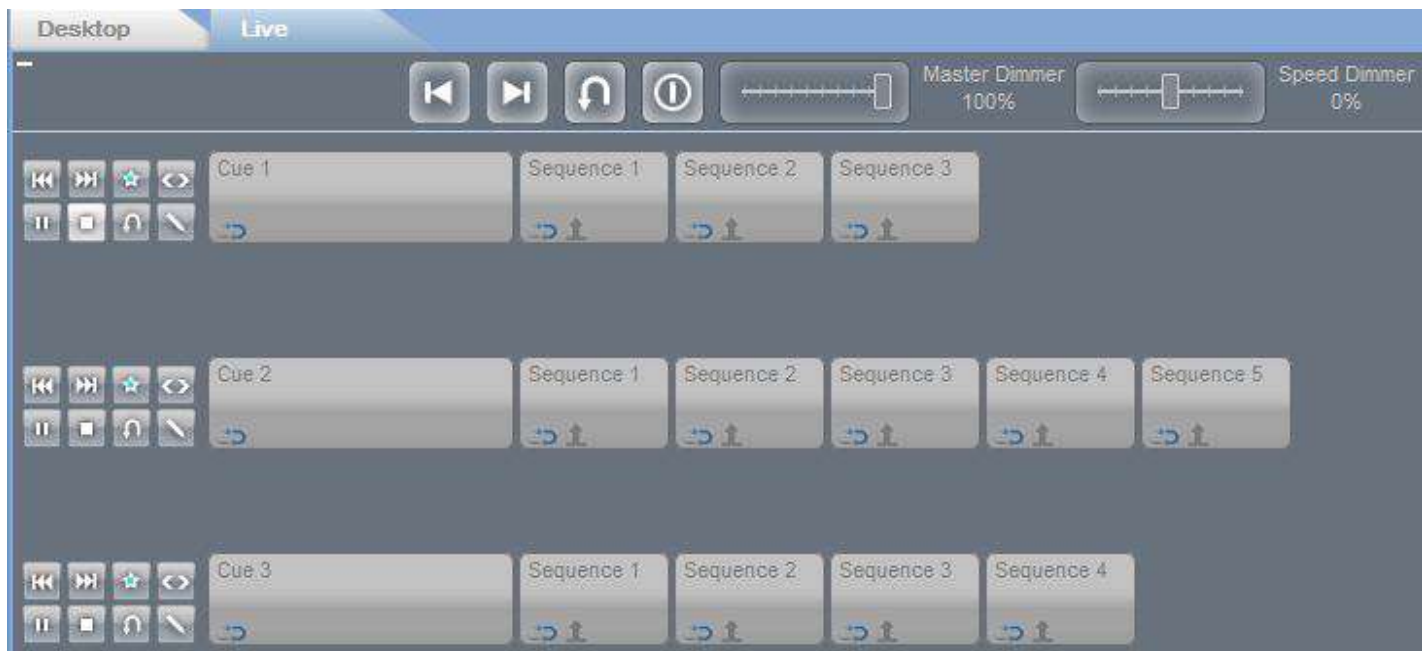 Desktop
Live
Master Dimmer
100%
Speed Dimmer
0%
Cue 1
Sequence 1
Sequence 2
Sequence 3
Cue 2
Sequence 1
Sequence 2
Sequence 3
Sequence 4
Sequence 5
Cue 3
Sequence 1
Sequence 2
Sequence 3
Sequence 4